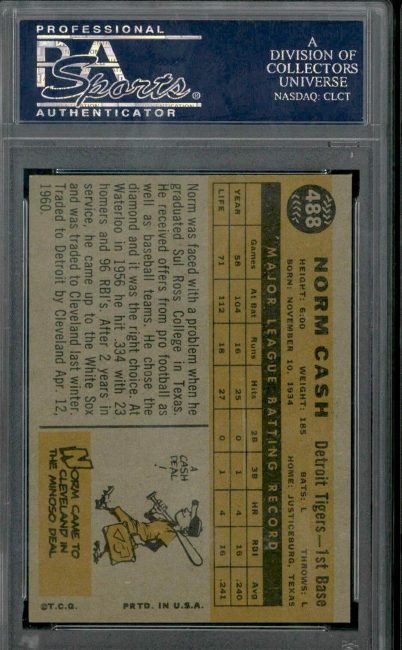 PROFESSIONAL
PSA
Sports®
AUTHENTICATOR
A
DIVISION OF
COLLECTORS
UNIVERSE
NASDAQ: CLCT
488
NORM CASH Detroit Tigers—1st Base
HEIGHT: 6:00 WEIGHT: 185 BATS: L THROWS: L
BORN: NOVEMBER 10, 1934 HOME: JUSTICEBURG, TEXAS
MAJOR LEAGUE BATTING RECORD
Games At Bat Runs Hits 2B 3B HR RBI Avg
YEAR 58 104 16 25 0 1 4 16 .240
LIFE 71 112 18 27 0 1 4 16 .241
Norm was faced with a problem when he
graduated Sul Ross College in Texas.
He received offers from pro football as
well as baseball teams. He chose the
diamond and it was the right choice. At
Waterloo in 1956 he hit .334 with 23
homers and 96 RBI's. After 2 years in
service, he came up to the White Sox
and was traded to Cleveland last winter.
Traded to Detroit by Cleveland Apr. 12,
1960.
A
CASH
DEAL!
NORM CAME TO
CLEVELAND IN
THE MINOSO DEAL
©T.C.G. PRTD. IN U.S.A.